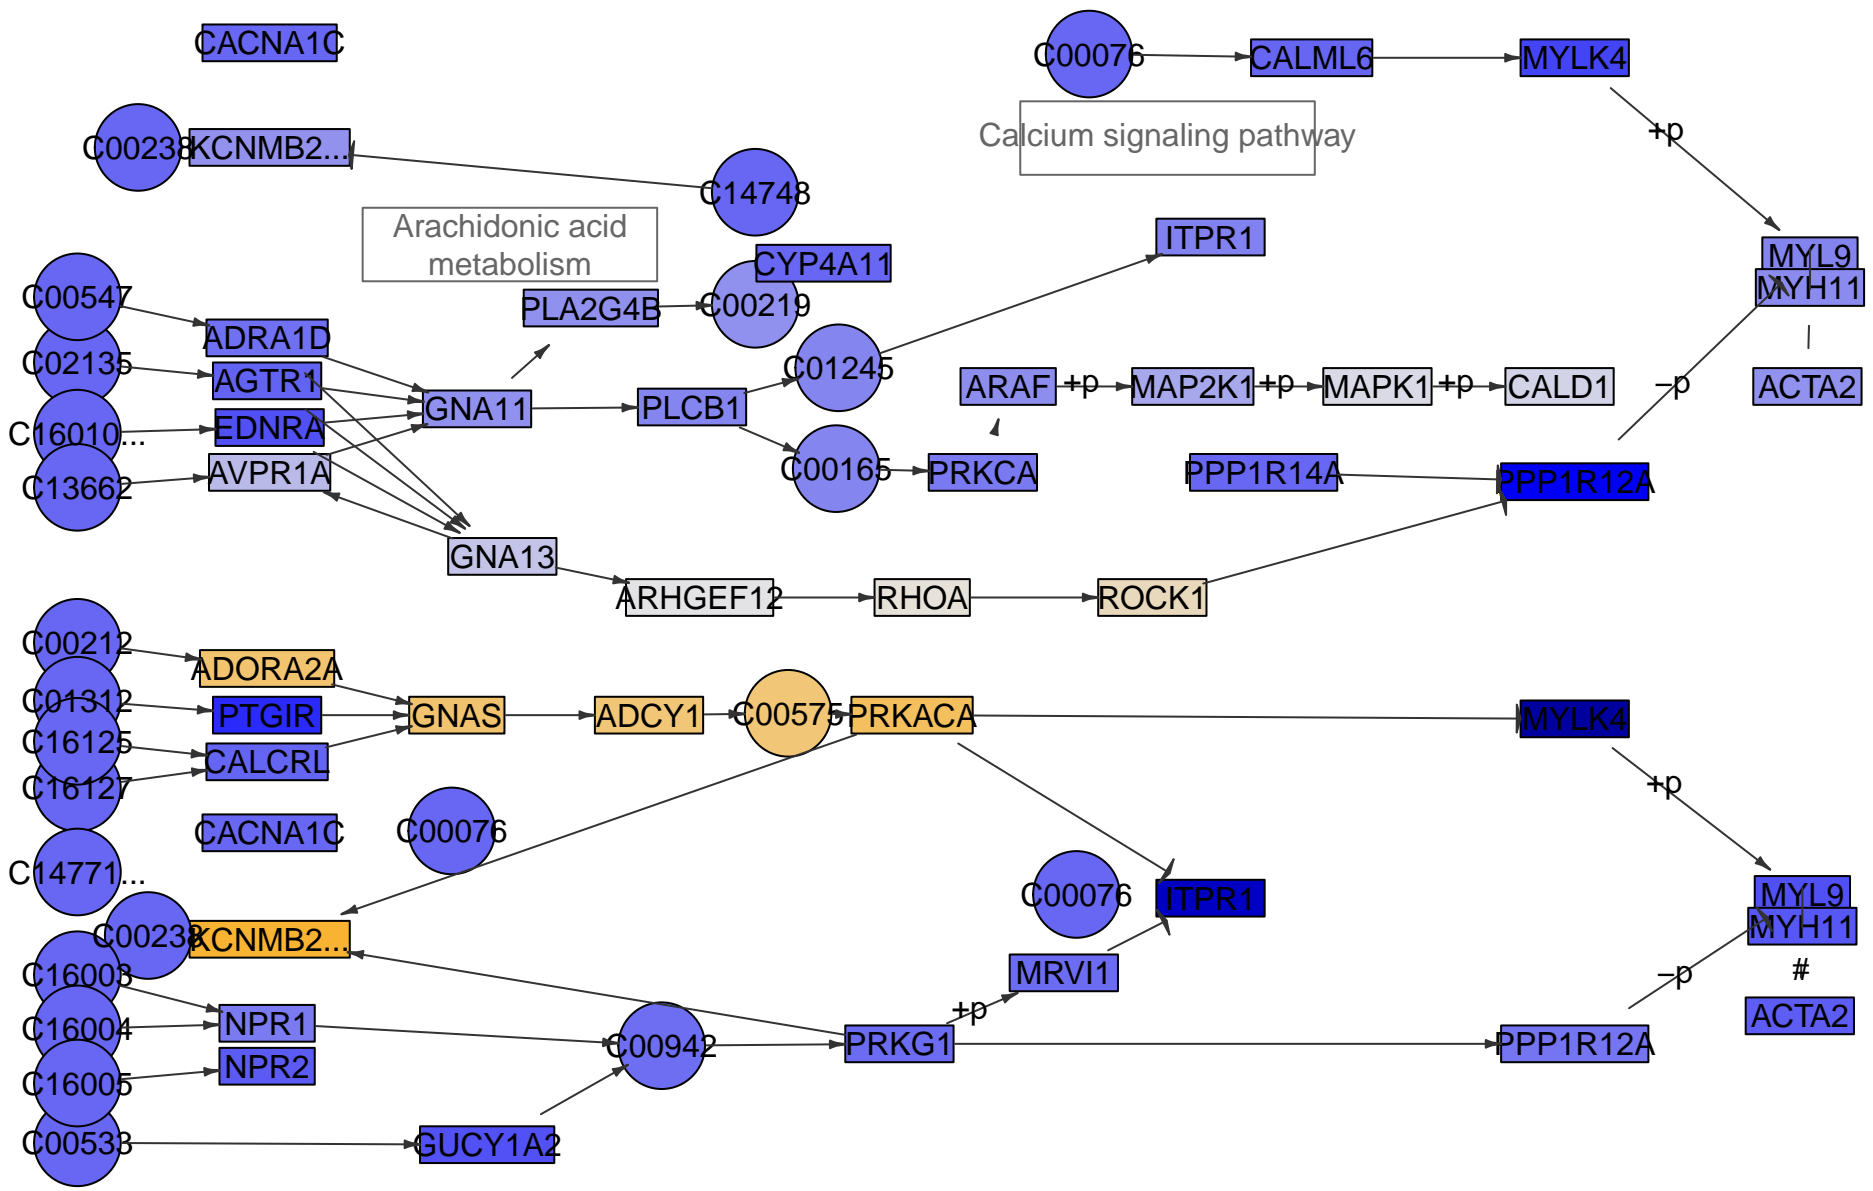 CACNA1C
C00076
CALML6
MYLK4
+p
C00238
KCNMB2...
Calcium signaling pathway
C14748
Arachidonic acid
metabolism
ITPR1
MYL9
MYH11
CYP4A11
C00547
PLA2G4B
C00219
ADRA1D
C02135
AGTR1
C01245
ARAF
+p
MAP2K1
+p
MAPK1
+p
CALD1
−p
ACTA2
GNA11
PLCB1
C16010...
EDNRA
C00165
PRKCA
PPP1R14A
PPP1R12A
AVPR1A
C13662
GNA13
ARHGEF12
RHOA
ROCK1
C00212
ADORA2A
C01312
PTGIR
GNAS
ADCY1
C00575
PRKACA
MYLK4
C16125
CALCRL
C16127
+p
CACNA1C
C00076
C14771...
C00076
ITPR1
MYL9
MYH11
C00238
KCNMB2...
C16003
MRVI1
−p
#
+p
C16004
NPR1
ACTA2
C00942
PRKG1
PPP1R12A
NPR2
C16005
C00533
GUCY1A2